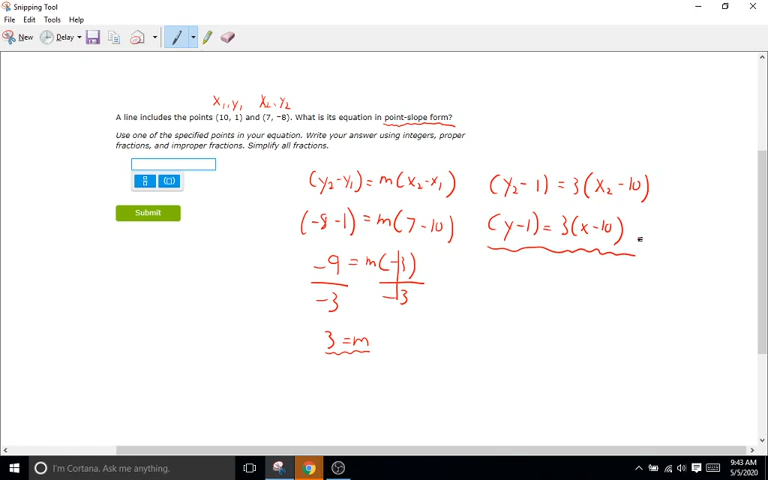 Snipping Tool
File Edit Tools Help
New Delay
x₁,y₁ x₂,y₂
A line includes the points (10, 1) and (7, −8). What is its equation in point-slope form?
Use one of the specified points in your equation. Write your answer using integers, proper
fractions, and improper fractions. Simplify all fractions.
Submit
(y₂-y₁)=m(x₂-x₁)
(-8-1)=m(7-10)
-9=m(-3)
-3 -3
3=m
(y₂-1)=3(x₂-10)
(y-1)=3(x-10)
I'm Cortana. Ask me anything.
9:43 AM
5/5/2020